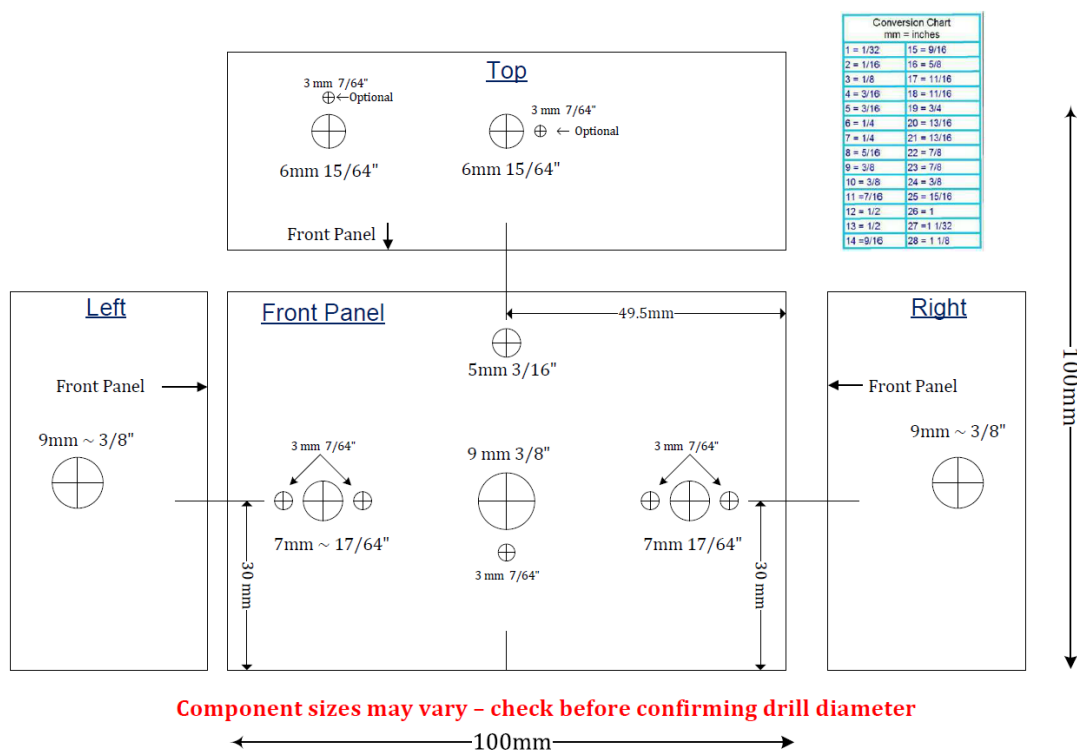 Conversion Chart
mm = inches
1 = 1/32 15 = 9/16
2 = 1/16 16 = 5/8
3 = 1/8 17 = 11/16
4 = 3/16 18 = 11/16
5 = 3/16 19 = 3/4
6 = 1/4 20 = 13/16
7 = 1/4 21 = 13/16
8 = 5/16 22 = 7/8
9 = 3/8 23 = 7/8
10 = 3/8 24 = 3/8
11 =7/16 25 = 15/16
12 = 1/2 26 = 1
13 = 1/2 27 =1 1/32
14 =9/16 28 = 1 1/8
Top
3 mm 7/64"
←Optional
3 mm 7/64"
← Optional
6mm 15/64"
6mm 15/64"
Front Panel
Left
Front Panel
9mm ~ 3/8"
Front Panel
49.5mm
5mm 3/16"
3 mm 7/64"
9 mm 3/8"
3 mm 7/64"
7mm ~ 17/64"
7mm 17/64"
3 mm 7/64"
30 mm
30 mm
Right
Front Panel
9mm ~ 3/8"
100mm
Component sizes may vary – check before confirming drill diameter
100mm